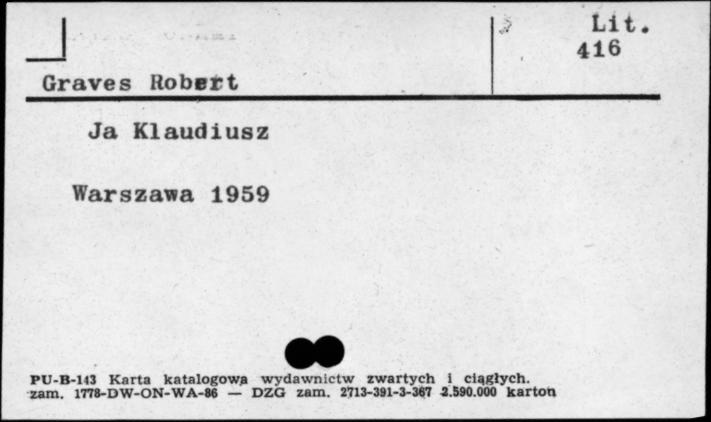 Lit.
416
Graves Robert
Ja Klaudiusz
Warszawa 1959
PU-B-143 Karta katalogowa wydawnictw zwartych i ciągłych.
zam. 1778-DW-ON-WA-86 — DZG zam. 2713-391-3-367 2.590.000 karton